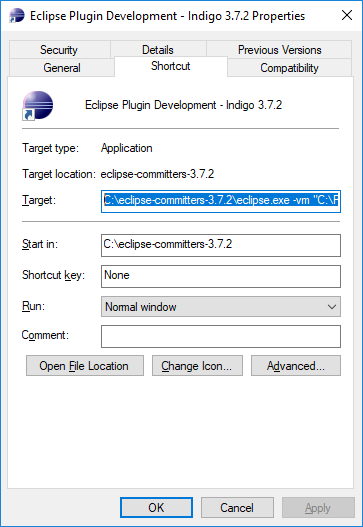 Eclipse Plugin Development - Indigo 3.7.2 Properties
Security Details Previous Versions
General Shortcut Compatibility
Eclipse Plugin Development - Indigo 3.7.2
Target type: Application
Target location: eclipse-committers-3.7.2
Target: C:\eclipse-committers-3.7.2\eclipse.exe -vm "C:\F
Start in: C:\eclipse-committers-3.7.2
Shortcut key: None
Run: Normal window
Comment:
Open File Location Change Icon... Advanced...
OK Cancel Apply